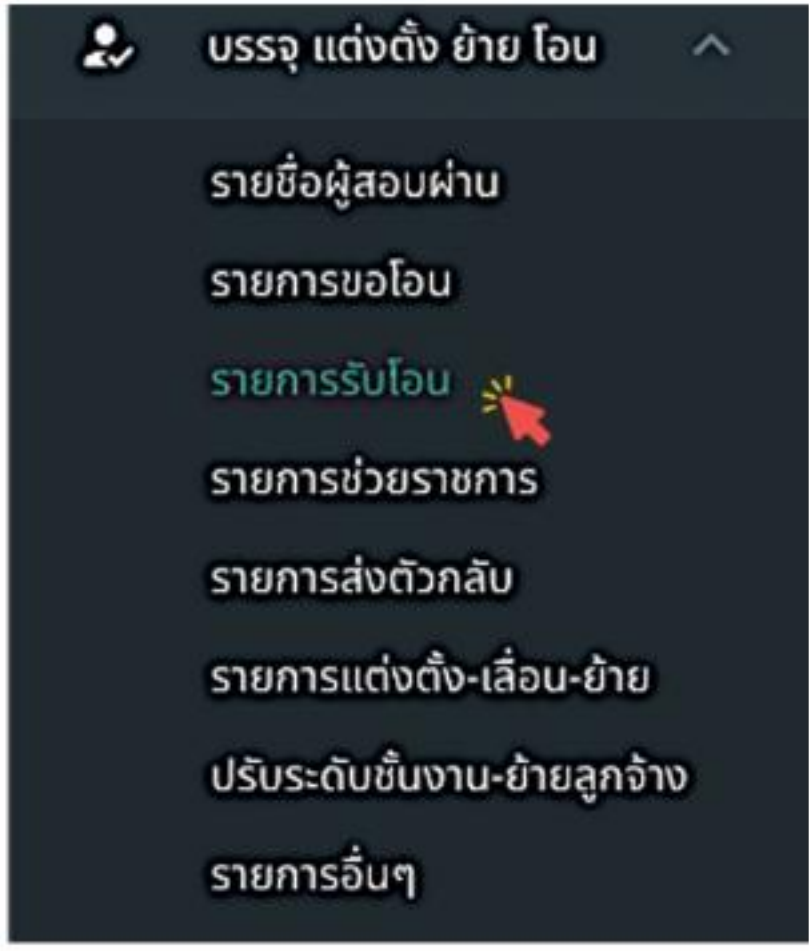 บรรจุ แต่งตั้ง ย้าย โอน
รายชื่อผู้สอบผ่าน
รายการขอโอน
รายการรับโอน
รายการช่วยราชการ
รายการส่งตัวกลับ
รายการแต่งตั้ง-เลื่อน-ย้าย
ปรับระดับชั้นงาน-ย้ายลูกจ้าง
รายการอื่นๆ